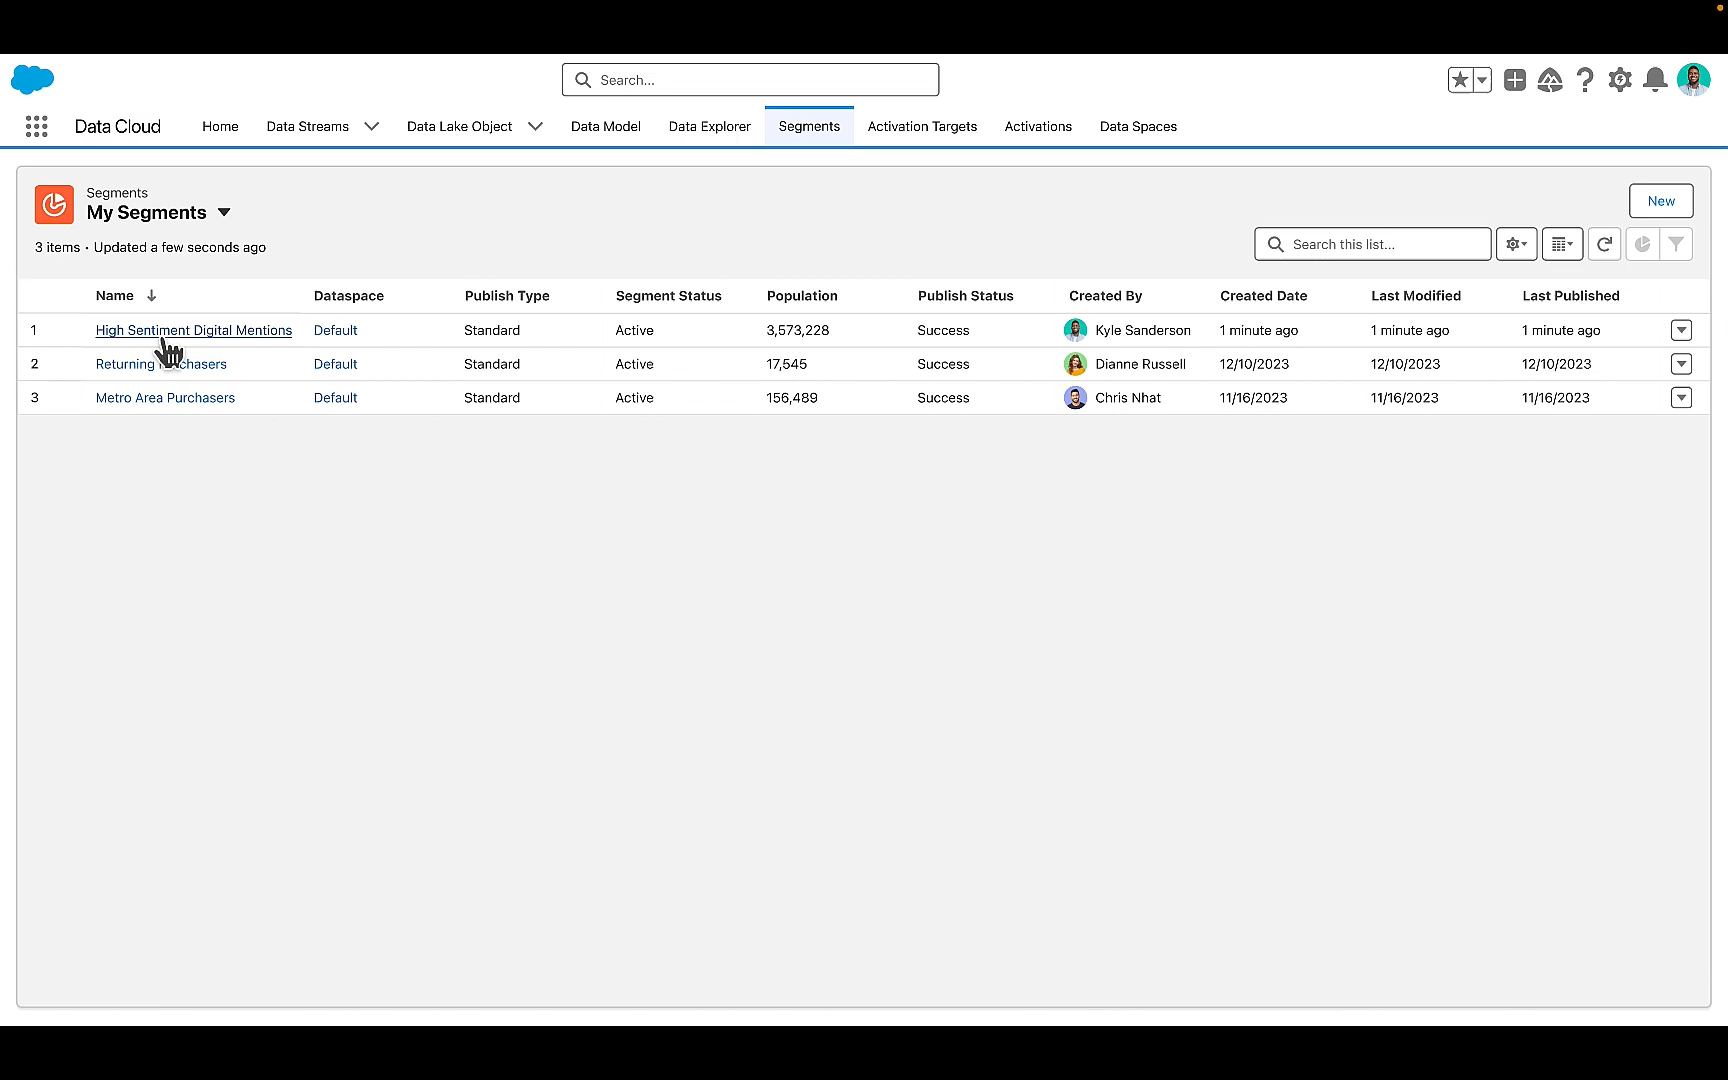 Search...
Data Cloud Home Data Streams Data Lake Object Data Model Data Explorer Segments Activation Targets Activations Data Spaces
Segments
My Segments
New
3 items • Updated a few seconds ago
Search this list...
Name Dataspace Publish Type Segment Status Population Publish Status Created By Created Date Last Modified Last Published
1 High Sentiment Digital Mentions Default Standard Active 3,573,228 Success Kyle Sanderson 1 minute ago 1 minute ago 1 minute ago
2 Returning Default Standard Active 17,545 Success Dianne Russell 12/10/2023 12/10/2023 12/10/2023
3 Metro Area Purchasers Default Standard Active 156,489 Success Chris Nhat 11/16/2023 11/16/2023 11/16/2023